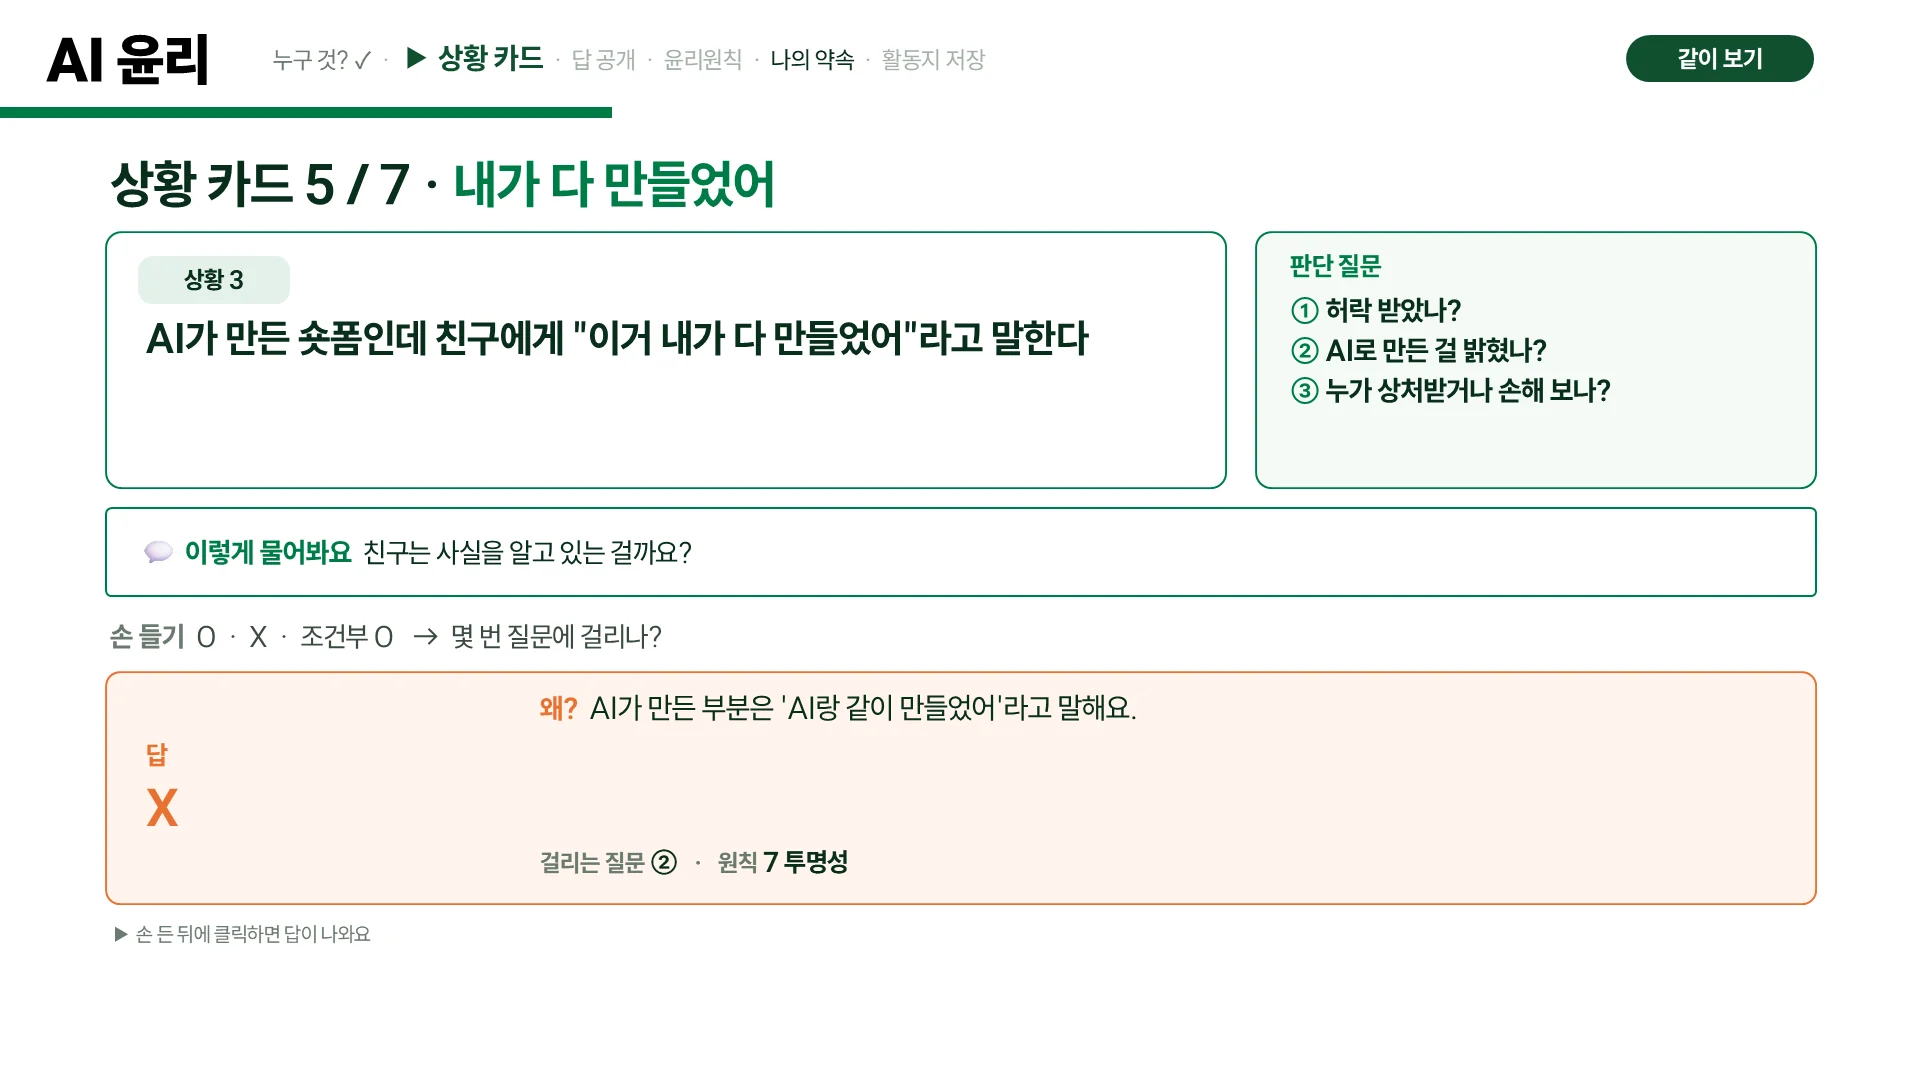 AI 윤리
누구 것? ✓ · ▶ 상황 카드 · 답 공개 · 윤리원칙 · 나의 약속 · 활동지 저장
같이 보기
상황 카드 5 / 7 · 내가 다 만들었어
상황 3
AI가 만든 숏폼인데 친구에게 "이거 내가 다 만들었어"라고 말한다
판단 질문
① 허락 받았나?
② AI로 만든 걸 밝혔나?
③ 누가 상처받거나 손해 보나?
💬 이렇게 물어봐요 친구는 사실을 알고 있는 걸까요?
손 들기 O · X · 조건부 O → 몇 번 질문에 걸리나?
답
X
왜? AI가 만든 부분은 'AI랑 같이 만들었어'라고 말해요.
걸리는 질문 ② · 원칙 7 투명성
▶ 손 든 뒤에 클릭하면 답이 나와요